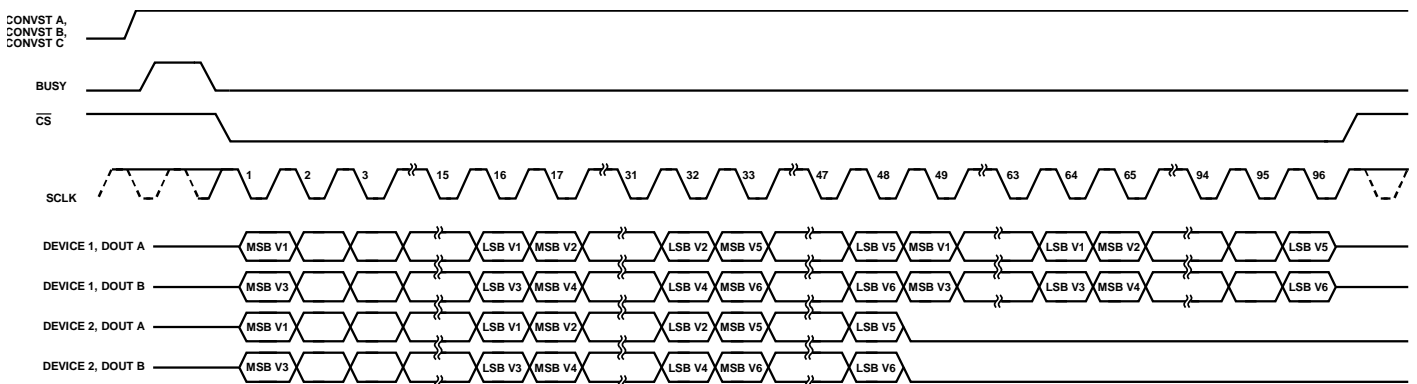 CONVST A,
CONVST B,
CONVST C
BUSY
CS
SCLK
1 2 3 15 16 17 31 32 33 47 48 49 63 64 65 94 95 96
DEVICE 1, DOUT A MSB V1 LSB V1 MSB V2 LSB V2 MSB V5 LSB V5 MSB V1 LSB V1 MSB V2 LSB V5
DEVICE 1, DOUT B MSB V3 LSB V3 MSB V4 LSB V4 MSB V6 LSB V6 MSB V3 LSB V3 MSB V4 LSB V6
DEVICE 2, DOUT A MSB V1 LSB V1 MSB V2 LSB V2 MSB V5 LSB V5
DEVICE 2, DOUT B MSB V3 LSB V3 MSB V4 LSB V4 MSB V6 LSB V6